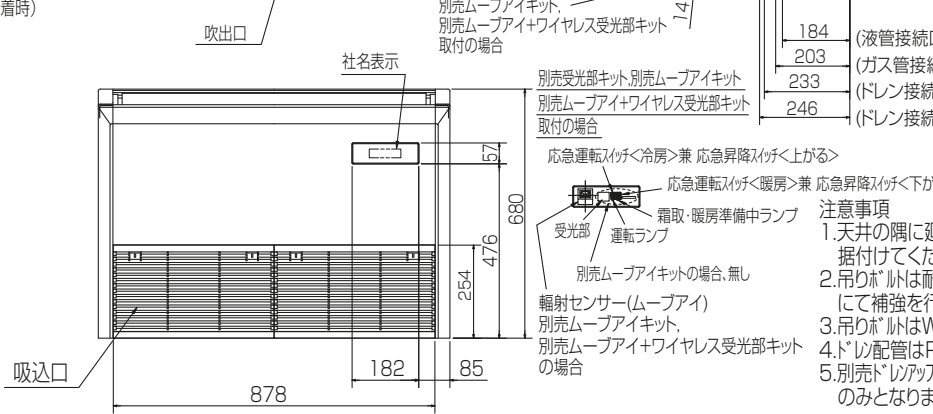 着時)
吹出口
別売ムーブアイキット,
別売ムーブアイ+ワイヤレス受光部キット
取付の場合
14
184
(液管接続口
203
(ガス管接続
233
(ドレン接続
246
(ドレン接続
社名表示
別売受光部キット,別売ムーブアイキット
別売ムーブアイ+ワイヤレス受光部キット
取付の場合
応急運転スイッチ<冷房>兼 応急昇降スイッチ<上がる>
応急運転スイッチ<暖房>兼 応急昇降スイッチ<下が
霜取・暖房準備中ランプ
受光部
運転ランプ
別売ムーブアイキットの場合、無し
輻射センサー(ムーブアイ)
別売ムーブアイキット,
別売ムーブアイ+ワイヤレス受光部キット
の場合
57
680
476
254
吸込口
182
85
878
注意事項
1.天井の隅に
据付けてくだ
2.吊りボルトは耐
にて補強を行
3.吊りボルトはW
4.ドレン配管はP
5.別売ドレンアップ
のみとなりま